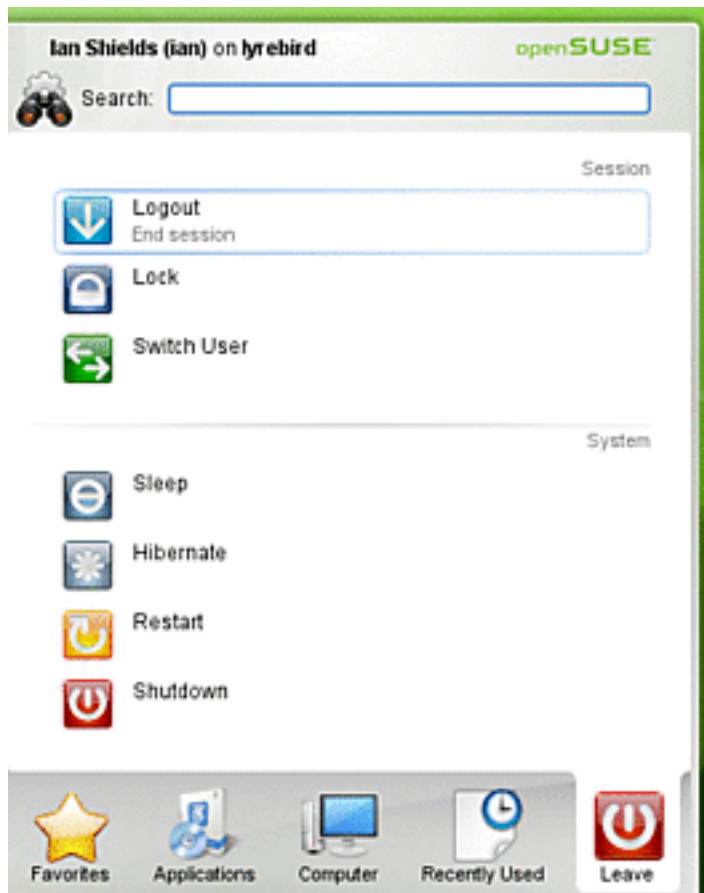 Ian Shields (ian) on lyrebird openSUSE
Search:
Session
Logout
End session
Lock
Switch User
System
Sleep
Hibernate
Restart
Shutdown
Favorites Applications Computer Recently Used Leave